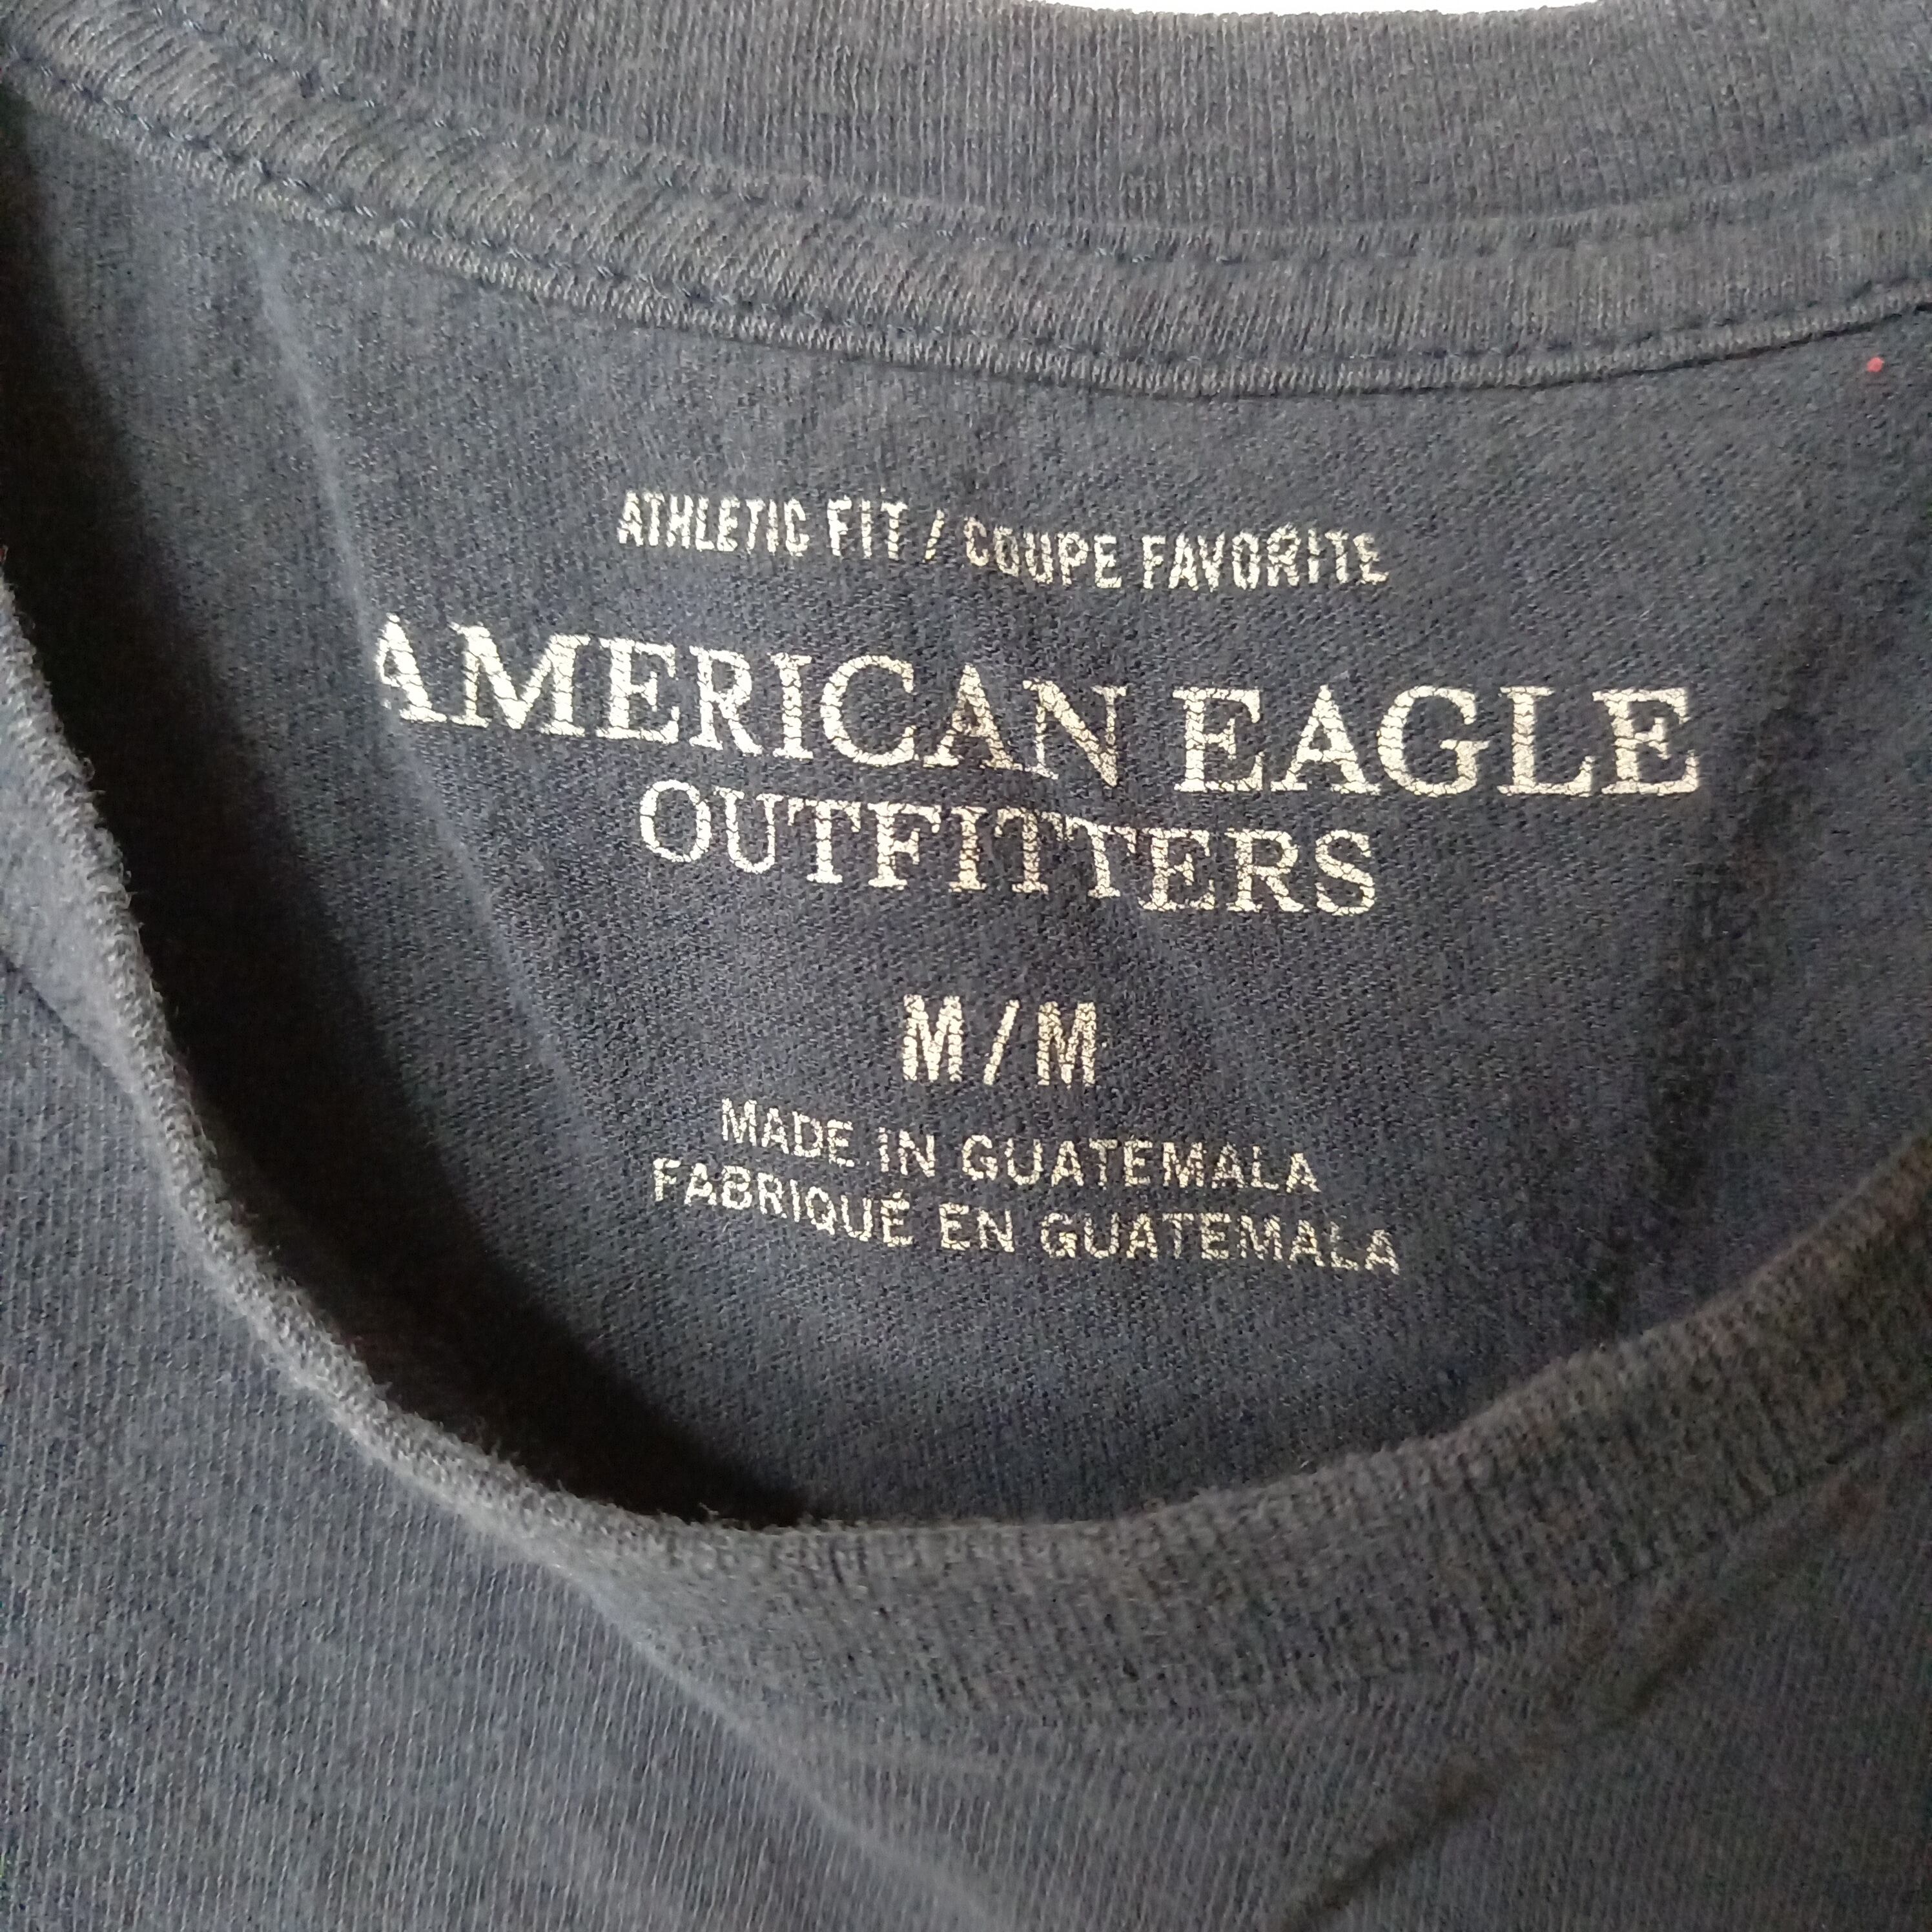 ATHLETIC FIT / COUPE FAVORITE
AMERICAN EAGLE
OUTFITTERS
M / M
MADE IN GUATEMALA
FABRIQUÉ EN GUATEMALA